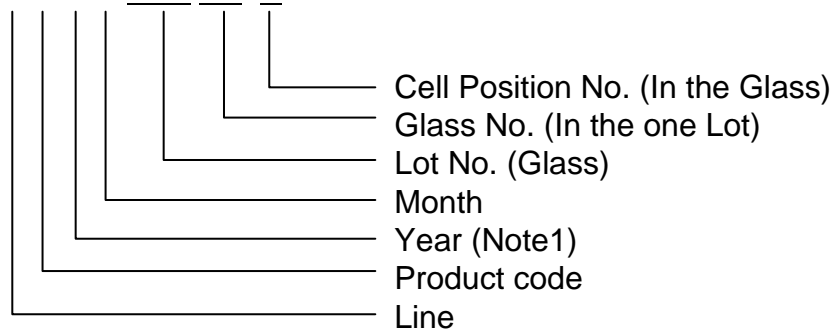 Cell Position No. (In the Glass)
Glass No. (In the one Lot)
Lot No. (Glass)
Month
Year (Note1)
Product code
Line